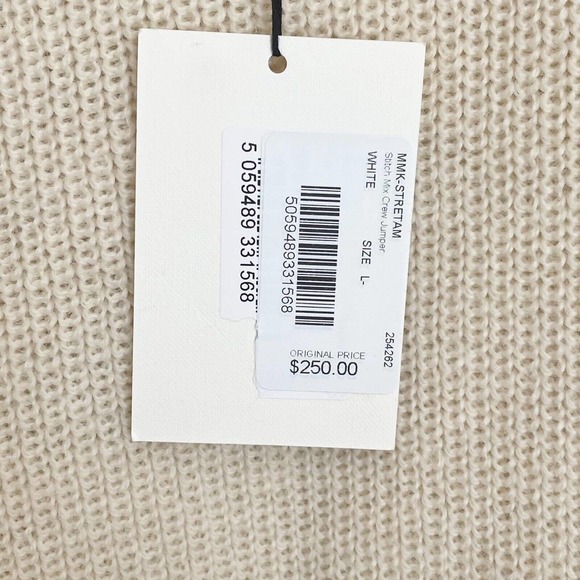 MMK-STRETAM
Stitch Mix Crew Jumper
WHITE SIZE L-
254262
5059489331568
5 059489 331568
ORIGINAL PRICE
$250.00